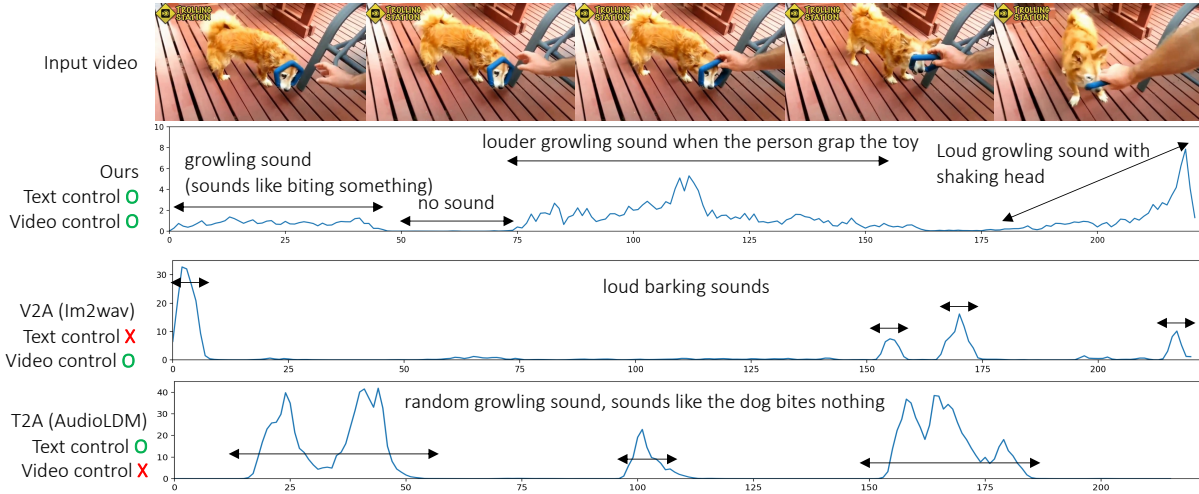 TROLLING STATION TROLLING STATION TROLLING STATION TROLLING STATION TROLLING STATION
Input video
10
8
6
4
2
0
louder growling sound when the person grap the toy
growling sound
(sounds like biting something)
no sound
Loud growling sound with
shaking head
Ours
Text control O
Video control O
0 25 50 75 100 125 150 175 200
30
20
10
0
loud barking sounds
V2A (Im2wav)
Text control X
Video control O
0 25 50 75 100 125 150 175 200
40
30
20
10
0
random growling sound, sounds like the dog bites nothing
T2A (AudioLDM)
Text control O
Video control X
0 25 50 75 100 125 150 175 200